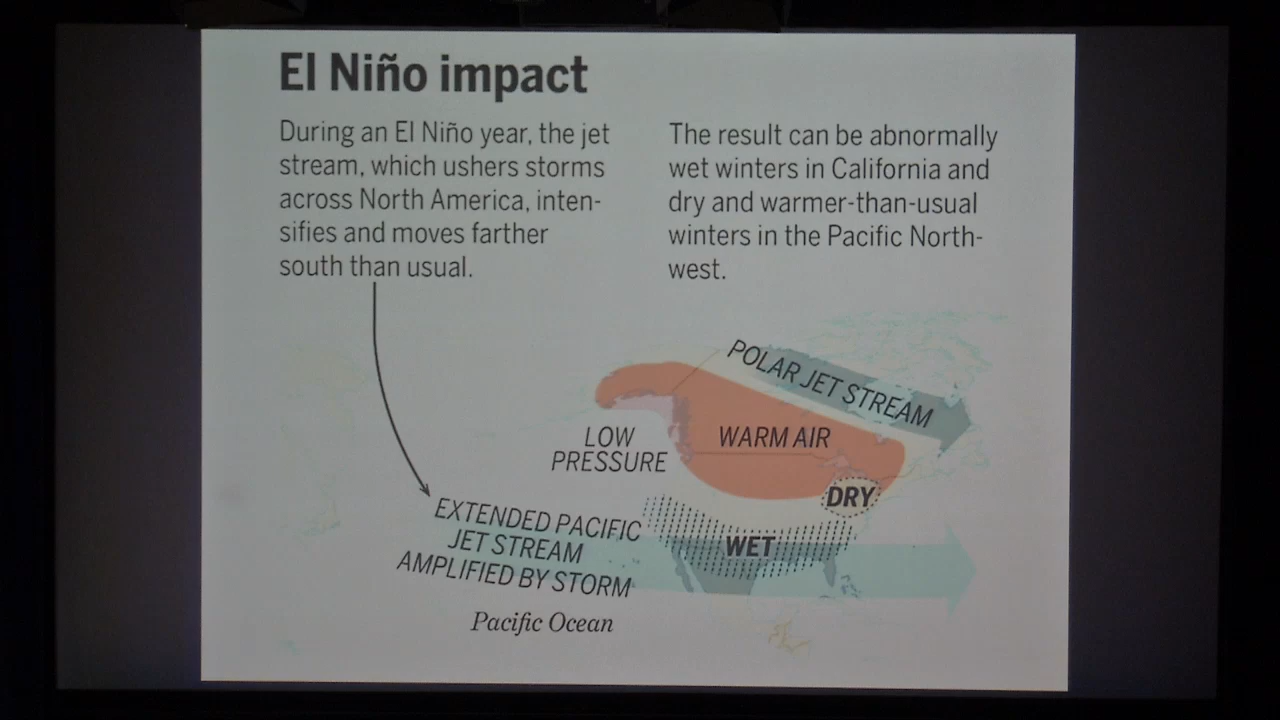 El Niño impact
During an El Niño year, the jet
stream, which ushers storms
across North America, inten-
sifies and moves farther
south than usual.
The result can be abnormally
wet winters in California and
dry and warmer-than-usual
winters in the Pacific North-
west.
POLAR JET STREAM
LOW
PRESSURE
WARM AIR
DRY
EXTENDED PACIFIC
JET STREAM
AMPLIFIED BY STORM
WET
Pacific Ocean